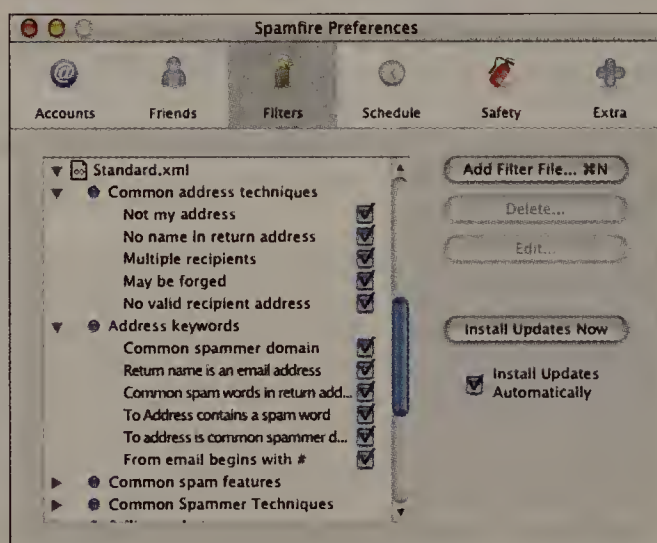 Spamfire Preferences
Accounts Friends Filters Schedule Safety Extra
Standard.xml
Common address techniques
Not my address
No name in return address
Multiple recipients
May be forged
No valid recipient address
Address keywords
Common spammer domain
Return name is an email address
Common spam words in return add...
To Address contains a spam word
To address is common spammer d...
From email begins with #
Common spam features
Common Spammer Techniques
Add Filter File... ⌘N
Delete...
Edit...
Install Updates Now
Install Updates
Automatically